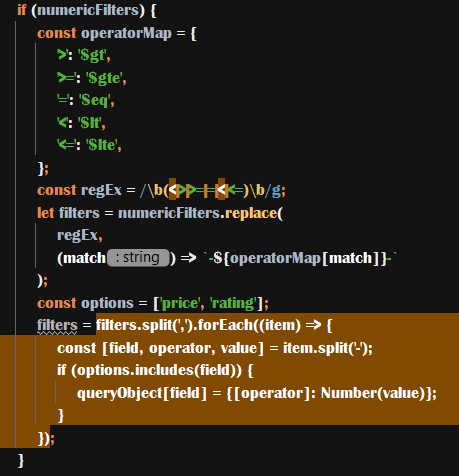 if (numericFilters) {
const operatorMap = {
'>': '$gt',
'>=': '$gte',
'=': '$eq',
'<': '$lt',
'<=': '$lte',
};
const regEx = /\b(<|>|>=|=|<|<=)\b/g;
let filters = numericFilters.replace(
regEx,
(match : string ) => `-${operatorMap[match]}-`
);
const options = ['price', 'rating'];
filters = filters.split(',').forEach((item) => {
const [field, operator, value] = item.split('-');
if (options.includes(field)) {
queryObject[field] = {[operator]: Number(value)};
}
});
}